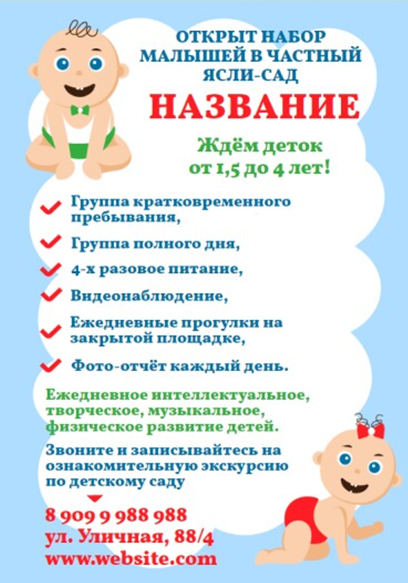 ОТКРЫТ НАБОР
МАЛЫШЕЙ В ЧАСТНЫЙ
ЯСЛИ-САД
НАЗВАНИЕ
Ждём деток
от 1,5 до 4 лет!
Группа кратковременного
пребывания,
Группа полного дня,
4-х разовое питание,
Видеонаблюдение,
Ежедневные прогулки на
закрытой площадке,
Фото-отчёт каждый день.
Ежедневное интеллектуальное,
творческое, музыкальное,
физическое развитие детей.
Звоните и записывайтесь на
ознакомительную экскурсию
по детскому саду
8 909 9 988 988
ул. Уличная, 88/4
www.website.com